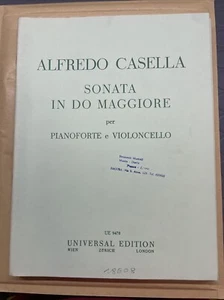 ALFREDO CASELLA
SONATA
IN DO MAGGIORE
per
PIANOFORTE e VIOLONCELLO
UNIVERSAL EDITION
WIEN ZÜRICH LONDON